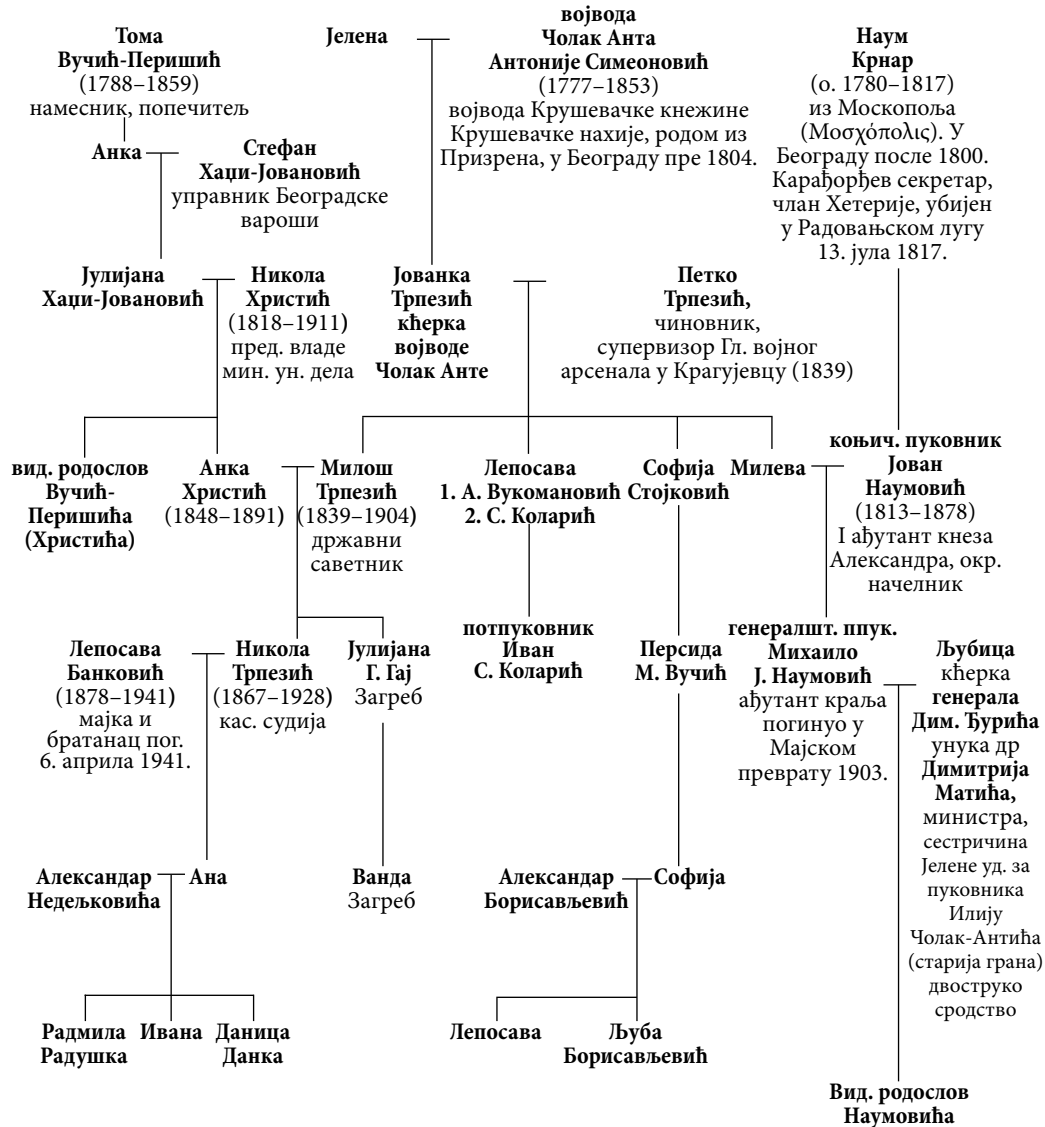 Тома
Вучић-Перишић
(1788–1859)
намесник, попечитељ
Јелена
војвода
Чолак Анта
Антоније Симеоновић
(1777–1853)
војвода Крушевачке кнежине
Крушевачке нахије, родом из
Призрена, у Београду пре 1804.
Наум
Крнар
(о. 1780–1817)
из Москопоља
(Μοσχόπολις). У
Београду после 1800.
Карађорђев секретар,
члан Хетерије, убијен
у Радовањском лугу
13. јула 1817.
Анка
Стефан
Хаџи-Јовановић
управник Београдске
вароши
Јулијана
Хаџи-Јовановић
Никола
Христић
(1818–1911)
пред. владе
мин. ун. дела
Јованка
Трпезић
кћерка
војводе
Чолак Анте
Петко
Трпезић,
чиновник,
супервизор Гл. војног
арсенала у Крагујевцу (1839)
вид. родослов
Вучић-
Перишића
(Христића)
Анка
Христић
(1848–1891)
Милош
Трпезић
(1839–1904)
државни
саветник
Лепосава
1. А. Вукомановић
2. С. Коларић
Софија
Стојковић
Милева
коњич. пуковник
Јован
Наумовић
(1813–1878)
I ађутант кнеза
Александра, окр.
начелник
Лепосава
Банковић
(1878–1941)
мајка и
братанац пог.
6. априла 1941.
Никола
Трпезић
(1867–1928)
кас. судија
Јулијана
Г. Гај
Загреб
потпуковник
Иван
С. Коларић
Персида
М. Вучић
генералшт. ппук.
Михаило
Ј. Наумовић
ађутант краља
погинуо у
Мајском
преврату 1903.
Љубица
кћерка
генерала
Дим. Ђурића
унука др
Димитрија
Матића,
министра,
сестричина
Јелене уд. за
пуковника
Илију
Чолак-Антића
(старија грана)
двоструко
сродство
Александар
Недељковића
Ана
Ванда
Загреб
Александар
Борисављевић
Софија
Радмила
Радушка
Ивана
Даница
Данка
Лепосава
Љуба
Борисављевић
Вид. родослов
Наумовића